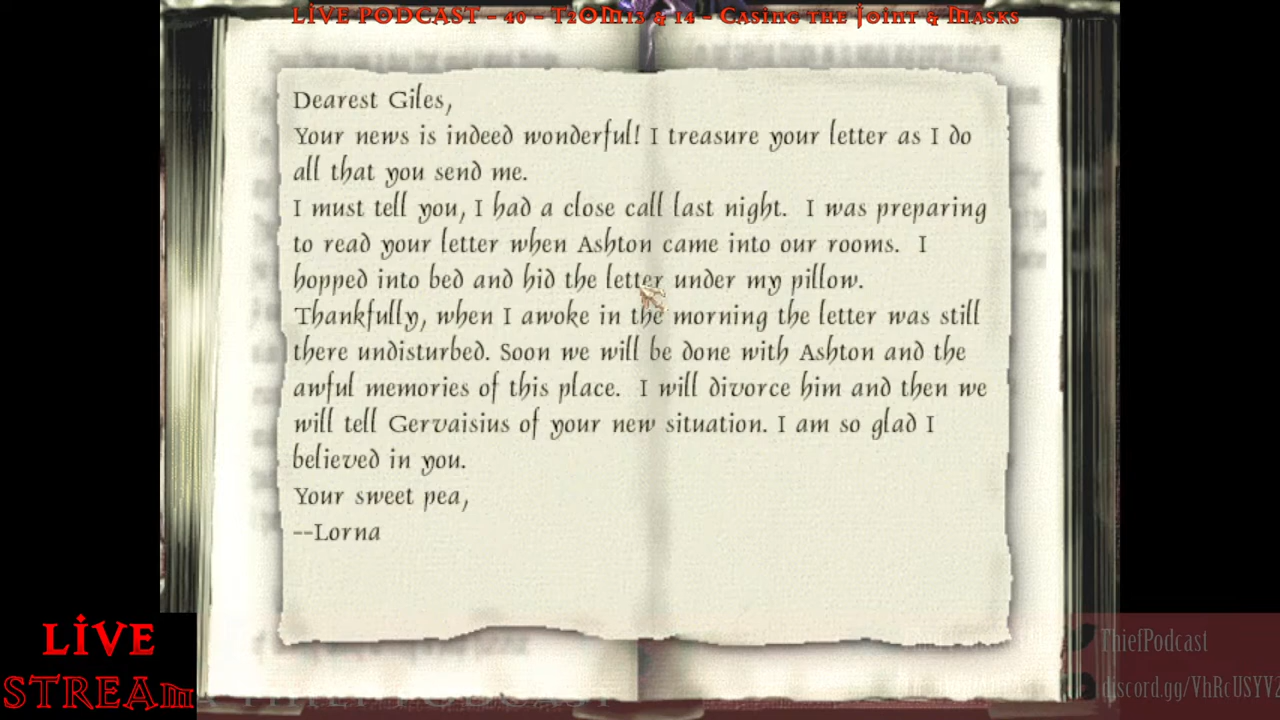 LIVE PODCAST - 40 - T2OM13 & 14 - Casing the Joint & Masks
Dearest Giles,
Your news is indeed wonderful! I treasure your letter as I do
all that you send me.
I must tell you, I had a close call last night. I was preparing
to read your letter when Ashton came into our rooms. I
hopped into bed and hid the letter under my pillow.
Thankfully, when I awoke in the morning the letter was still
there undisturbed. Soon we will be done with Ashton and the
awful memories of this place. I will divorce him and then we
will tell Gervaisius of your new situation. I am so glad I
believed in you.
Your sweet pea,
--Lorna
LIVE
STREAM
ThiefPodcast
discord.gg/VhRcUSYV